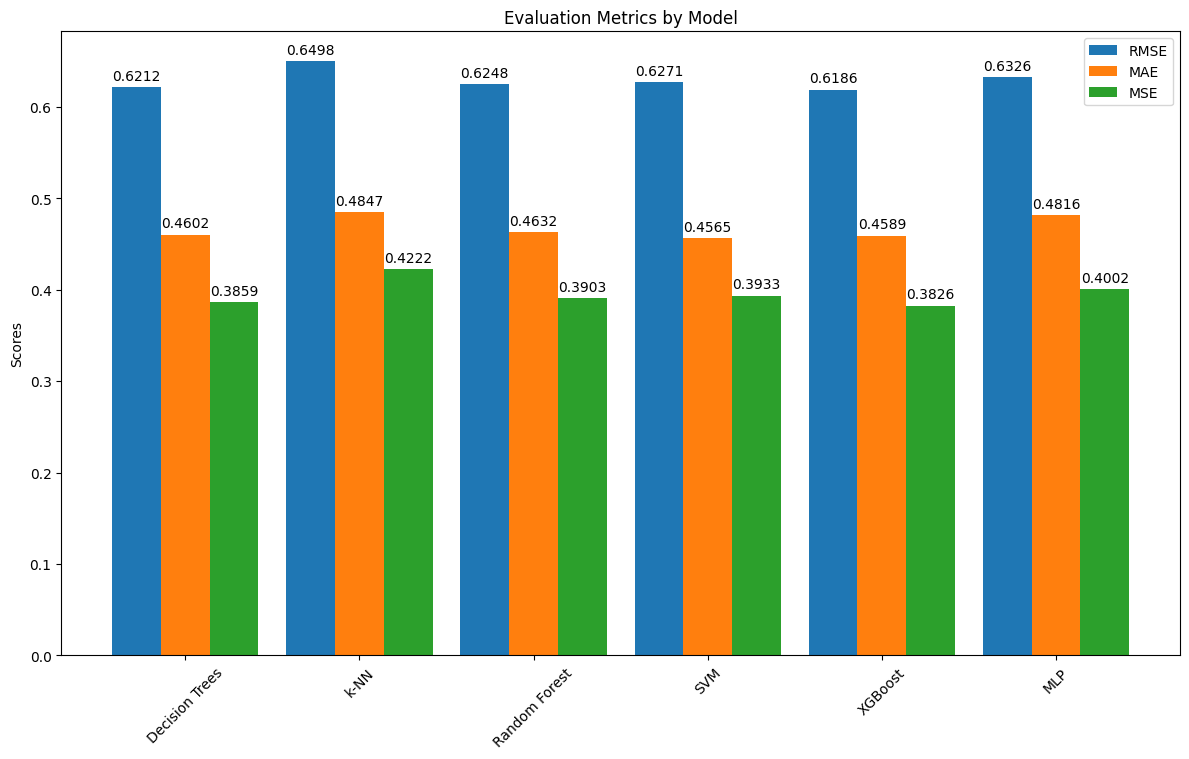 Evaluation Metrics by Model
RMSE
MAE
MSE
Scores
0.6
0.5
0.4
0.3
0.2
0.1
0.0
0.6212
0.4602
0.3859
0.6498
0.4847
0.4222
0.6248
0.4632
0.3903
0.6271
0.4565
0.3933
0.6186
0.4589
0.3826
0.6326
0.4816
0.4002
Decision Trees
k-NN
Random Forest
SVM
XGBoost
MLP